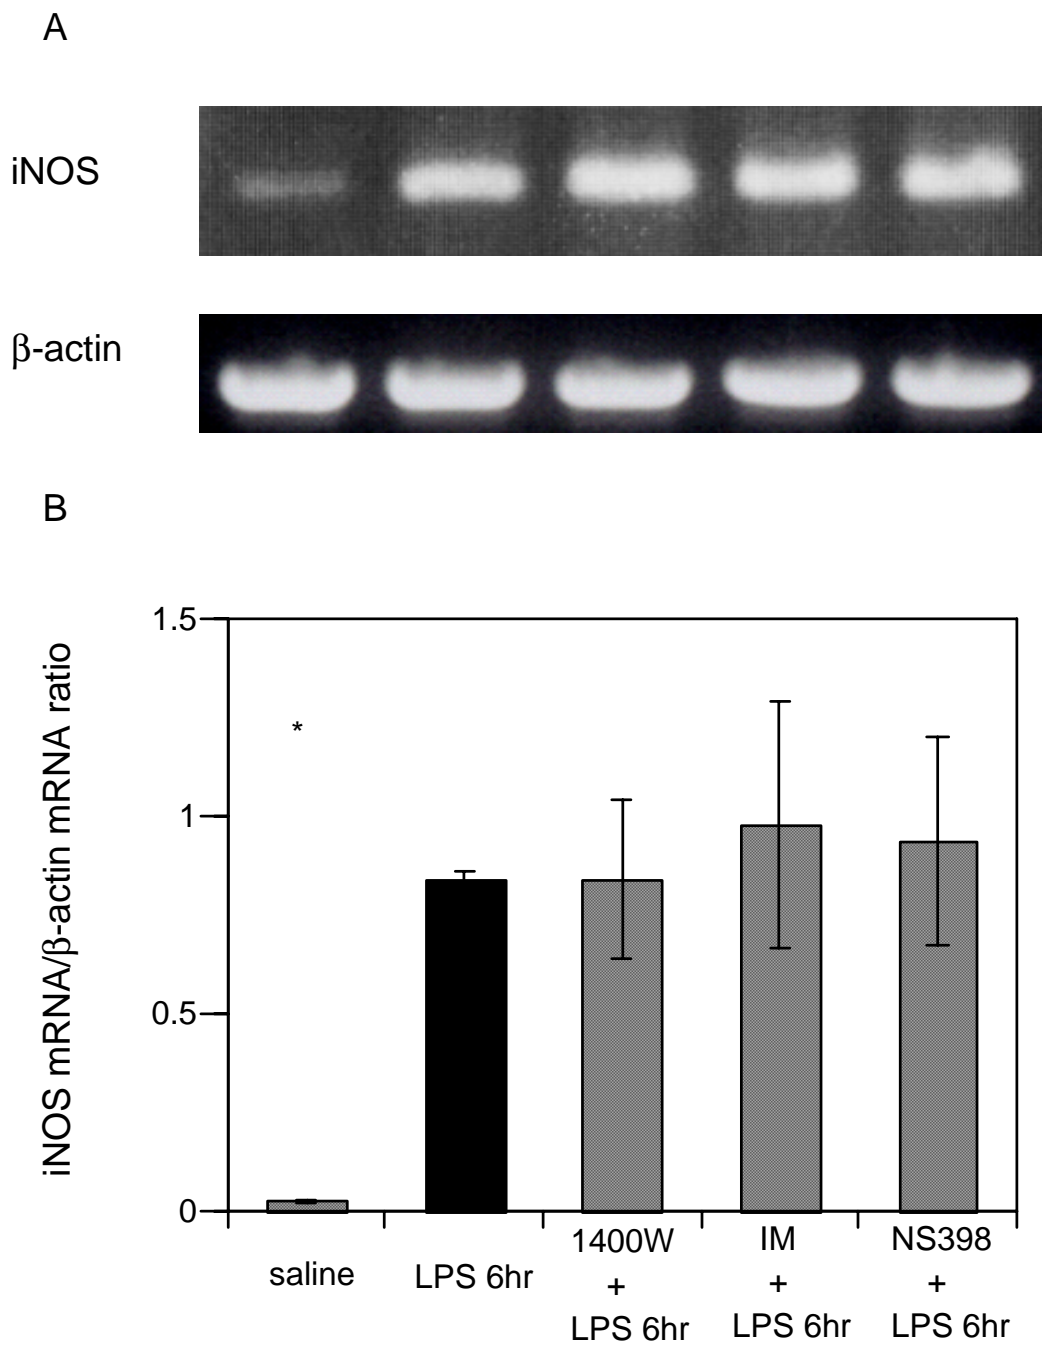 A
iNOS
β-actin
B
iNOS mRNA/β-actin mRNA ratio
1.5
*
1
0.5
0
saline
LPS 6hr
1400W
+
LPS 6hr
IM
+
LPS 6hr
NS398
+
LPS 6hr